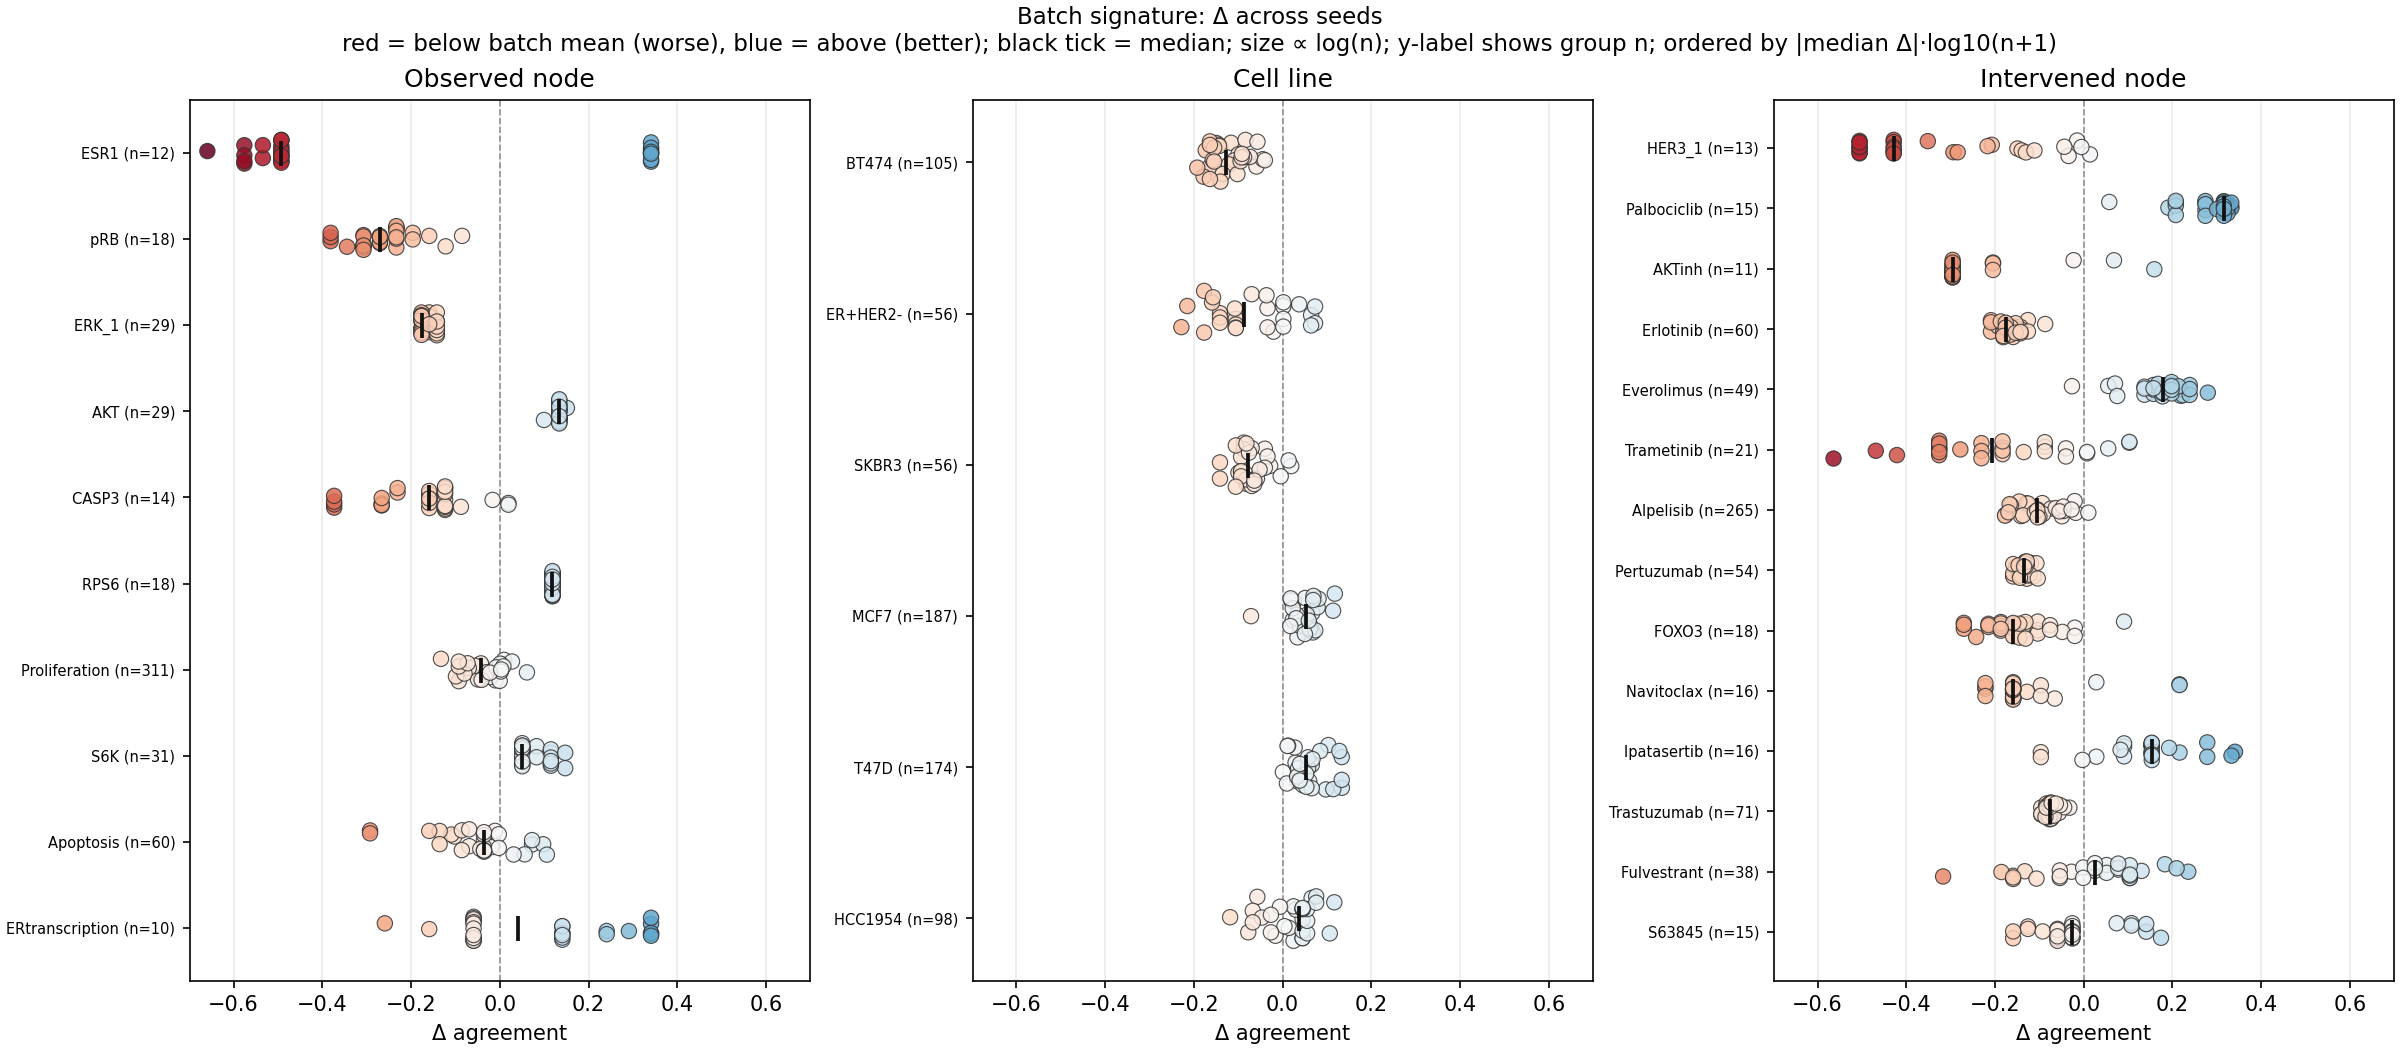 Batch signature: Δ across seeds
red = below batch mean (worse), blue = above (better); black tick = median; size ∝ log(n); y-label shows group n; ordered by |median Δ|·log10(n+1)
Observed node
ESR1 (n=12)
pRB (n=18)
ERK_1 (n=29)
AKT (n=29)
CASP3 (n=14)
RPS6 (n=18)
Proliferation (n=311)
S6K (n=31)
Apoptosis (n=60)
ERtranscription (n=10)
−0.6 −0.4 −0.2 0.0 0.2 0.4 0.6
Δ agreement
Cell line
BT474 (n=105)
ER+HER2- (n=56)
SKBR3 (n=56)
MCF7 (n=187)
T47D (n=174)
HCC1954 (n=98)
−0.6 −0.4 −0.2 0.0 0.2 0.4 0.6
Δ agreement
Intervened node
HER3_1 (n=13)
Palbociclib (n=15)
AKTinh (n=11)
Erlotinib (n=60)
Everolimus (n=49)
Trametinib (n=21)
Alpelisib (n=265)
Pertuzumab (n=54)
FOXO3 (n=18)
Navitoclax (n=16)
Ipatasertib (n=16)
Trastuzumab (n=71)
Fulvestrant (n=38)
S63845 (n=15)
−0.6 −0.4 −0.2 0.0 0.2 0.4 0.6
Δ agreement